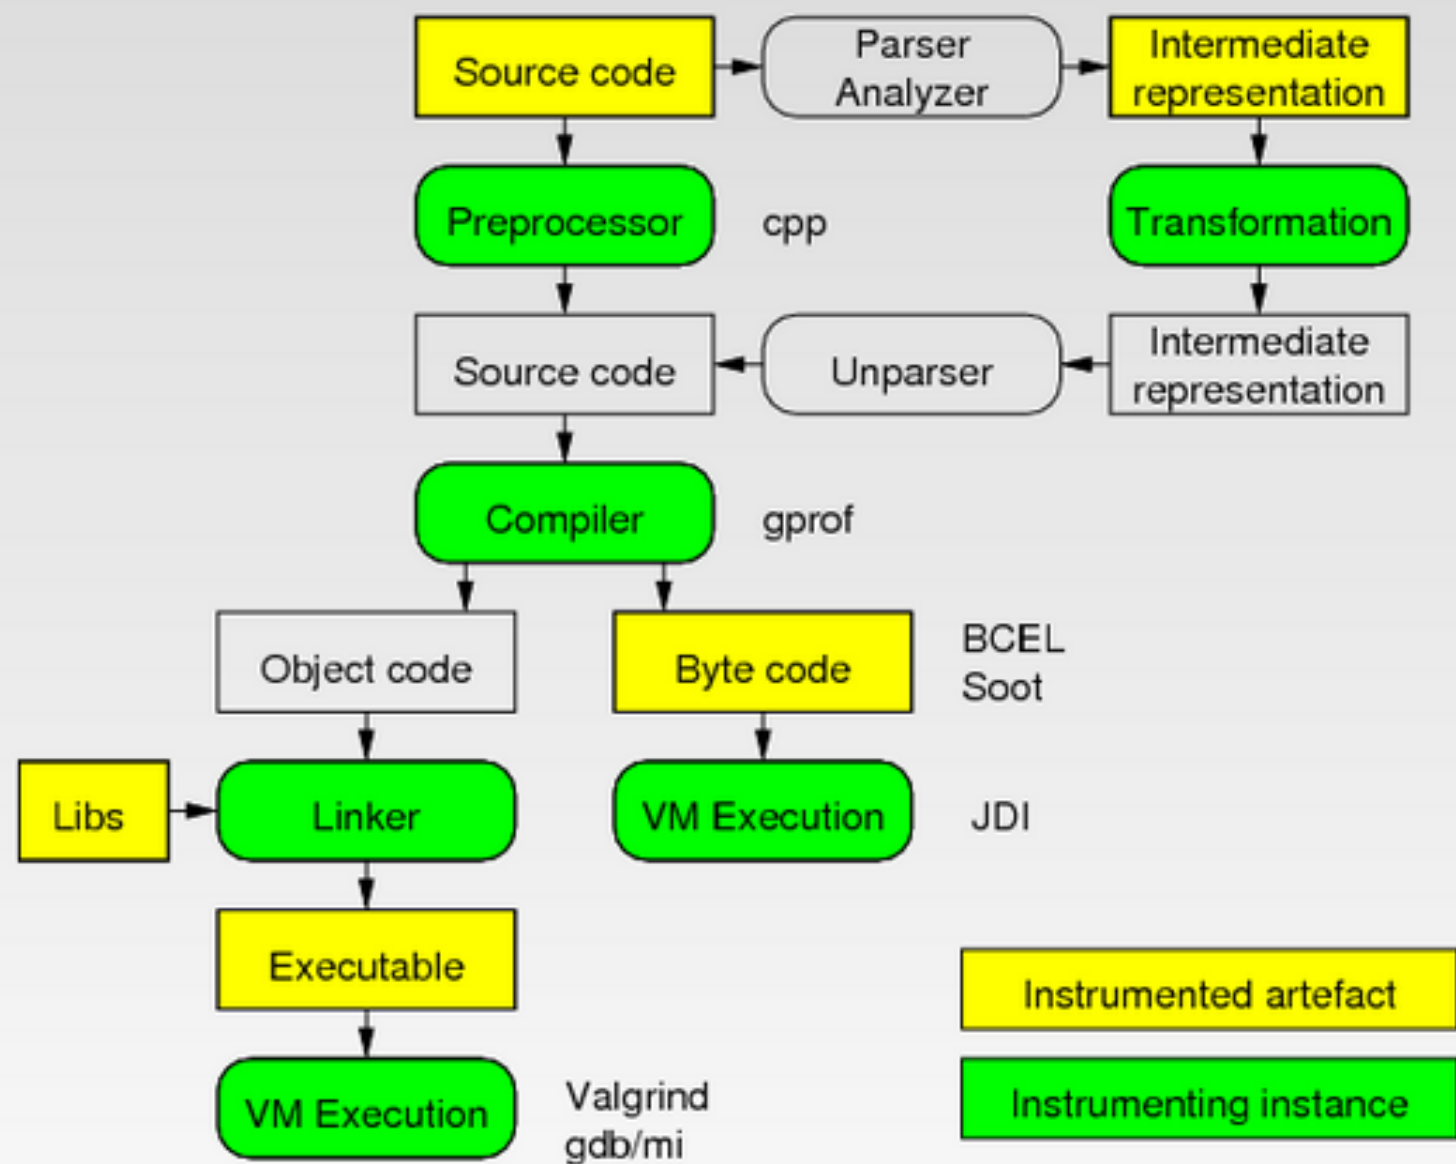 Source code
Parser
Analyzer
Intermediate
representation
Preprocessor
cpp
Transformation
Source code
Unparser
Intermediate
representation
Compiler
gprof
Object code
Byte code
BCEL
Soot
Libs
Linker
VM Execution
JDI
Executable
Instrumented artefact
VM Execution
Valgrind
gdb/mi
Instrumenting instance